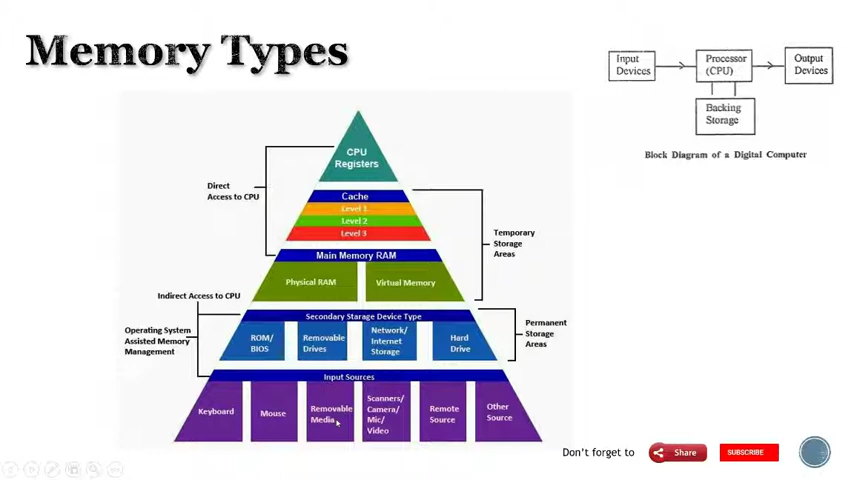 Memory Types
Input
Devices
Processor
(CPU)
Output
Devices
Backing
Storage
Block Diagram of a Digital Computer
CPU
Registers
Direct
Access to CPU
Cache
Level 1
Level 2
Level 3
Temporary
Storage
Areas
Main Memory RAM
Physical RAM
Virtual Memory
Indirect Access to CPU
Operating System
Assisted Memory
Management
Secondary Storage Device Type
ROM/
BIOS
Removable
Drives
Network/
Internet
Storage
Hard
Drive
Permanent
Storage
Areas
Input Sources
Keyboard
Mouse
Removable
Media
Scanners/
Camera/
Mic/
Video
Remote
Source
Other
Source
Don't forget to
Share
SUBSCRIBE